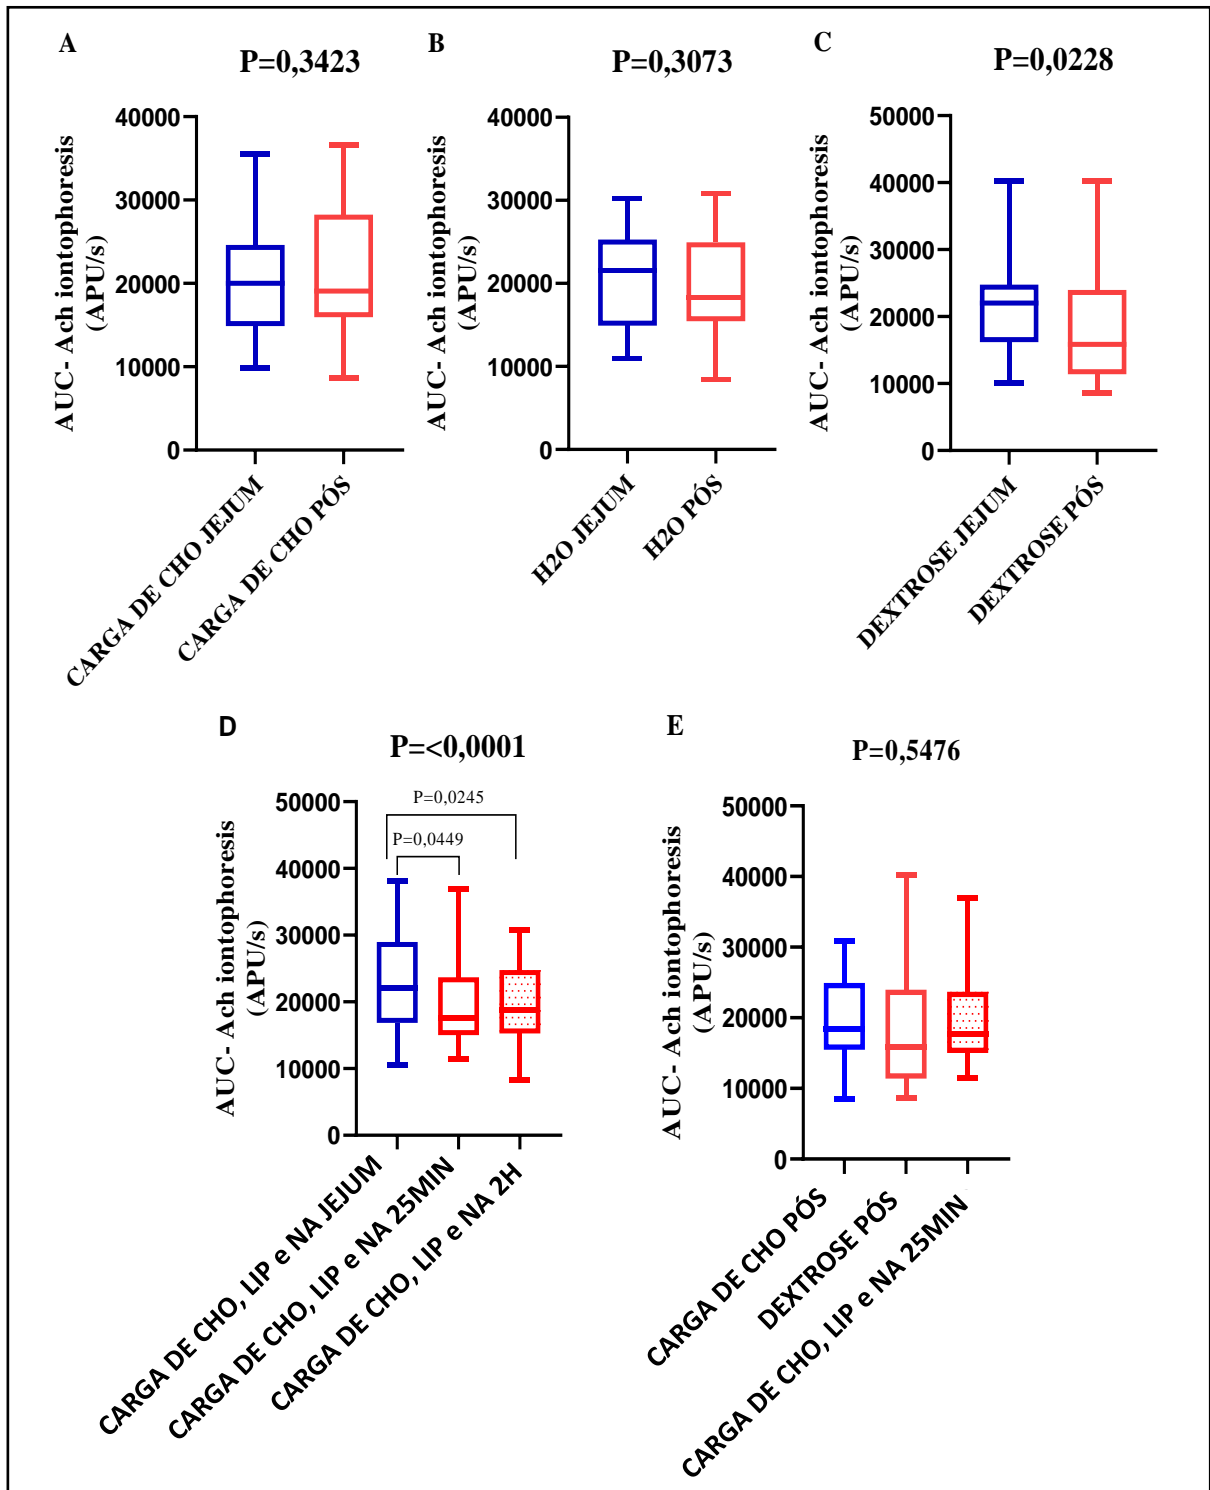 A
P=0,3423
AUC- Ach iontophoresis
(APU/s)
40000
30000
20000
10000
0
CARGA DE CHO JEJUM
CARGA DE CHO PÓS
B
P=0,3073
AUC- Ach iontophoresis
(APU/s)
40000
30000
20000
10000
0
H2O JEJUM
H2O PÓS
C
P=0,0228
AUC- Ach iontophoresis
(APU/s)
50000
40000
30000
20000
10000
0
DEXTROSE JEJUM
DEXTROSE PÓS
D
P=<0,0001
AUC- Ach iontophoresis
(APU/s)
50000
40000
30000
20000
10000
0
P=0,0245
P=0,0449
CARGA DE CHO, LIP e NA JEJUM
CARGA DE CHO, LIP e NA 25MIN
CARGA DE CHO, LIP e NA 2H
E
P=0,5476
AUC- Ach iontophoresis
(APU/s)
50000
40000
30000
20000
10000
0
CARGA DE CHO PÓS
DEXTROSE PÓS
CARGA DE CHO, LIP e NA 25MIN